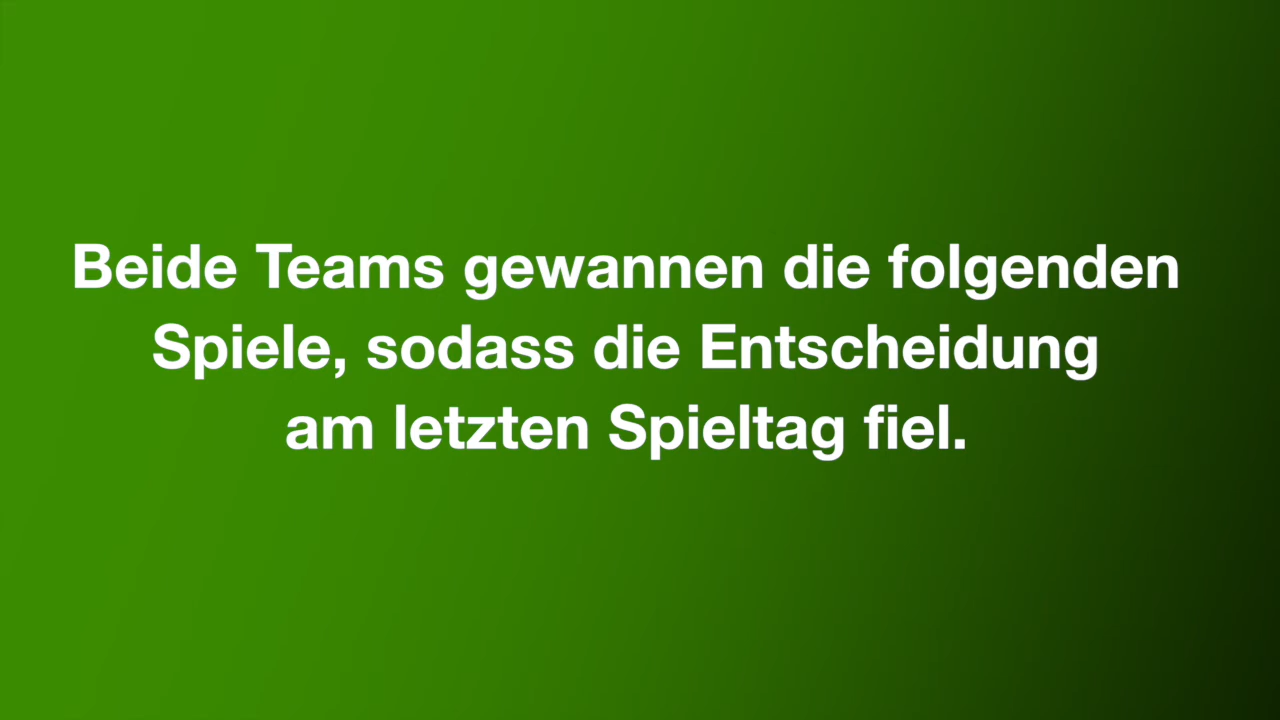 Beide Teams gewannen die folgenden
Spiele, sodass die Entscheidung
am letzten Spieltag fiel.